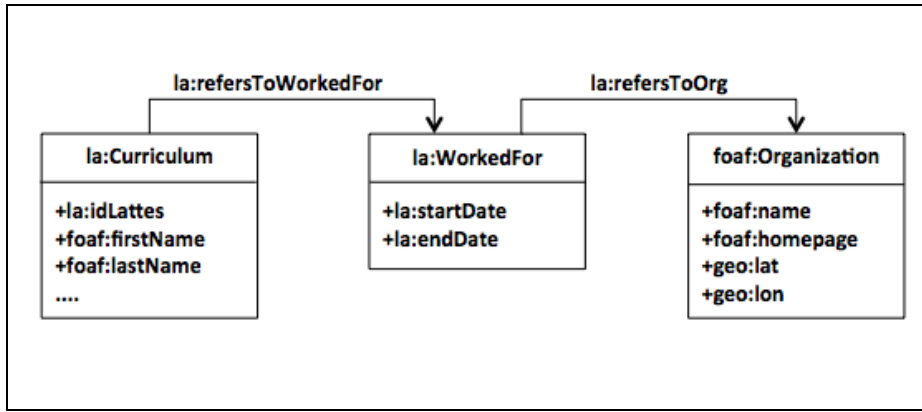 la:refersToWorkedFor
la:refersToOrg
la:Curriculum
+la:idLattes
+foaf:firstName
+foaf:lastName
....
la:WorkedFor
+la:startDate
+la:endDate
foaf:Organization
+foaf:name
+foaf:homepage
+geo:lat
+geo:lon